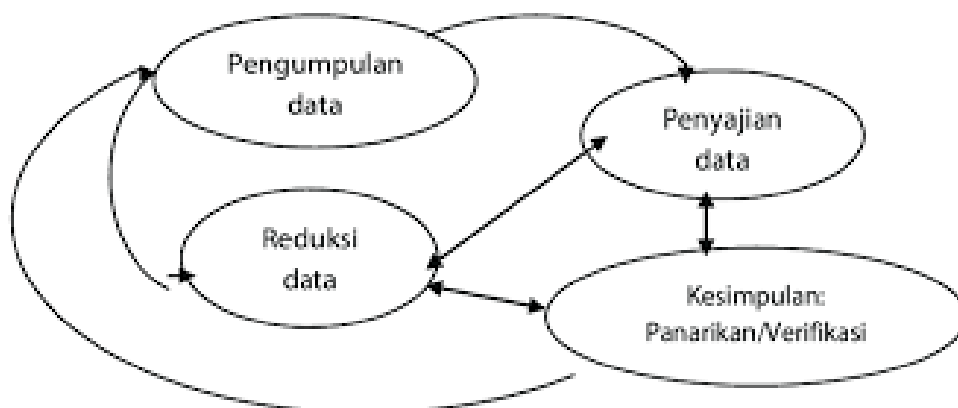 Pengumpulan
data
Penyajian
data
Reduksi
data
Kesimpulan:
Panarikan/Verifikasi